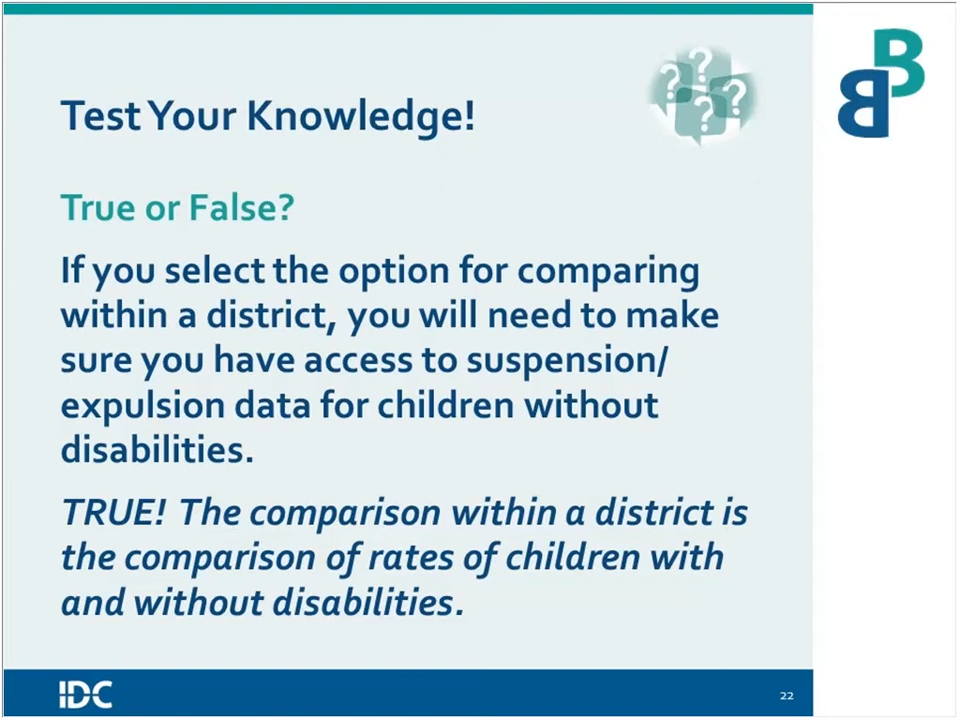 Test Your Knowledge!
True or False?
If you select the option for comparing
within a district, you will need to make
sure you have access to suspension/
expulsion data for children without
disabilities.
TRUE! The comparison within a district is
the comparison of rates of children with
and without disabilities.
IDC
22
B
B
? ? ? ?